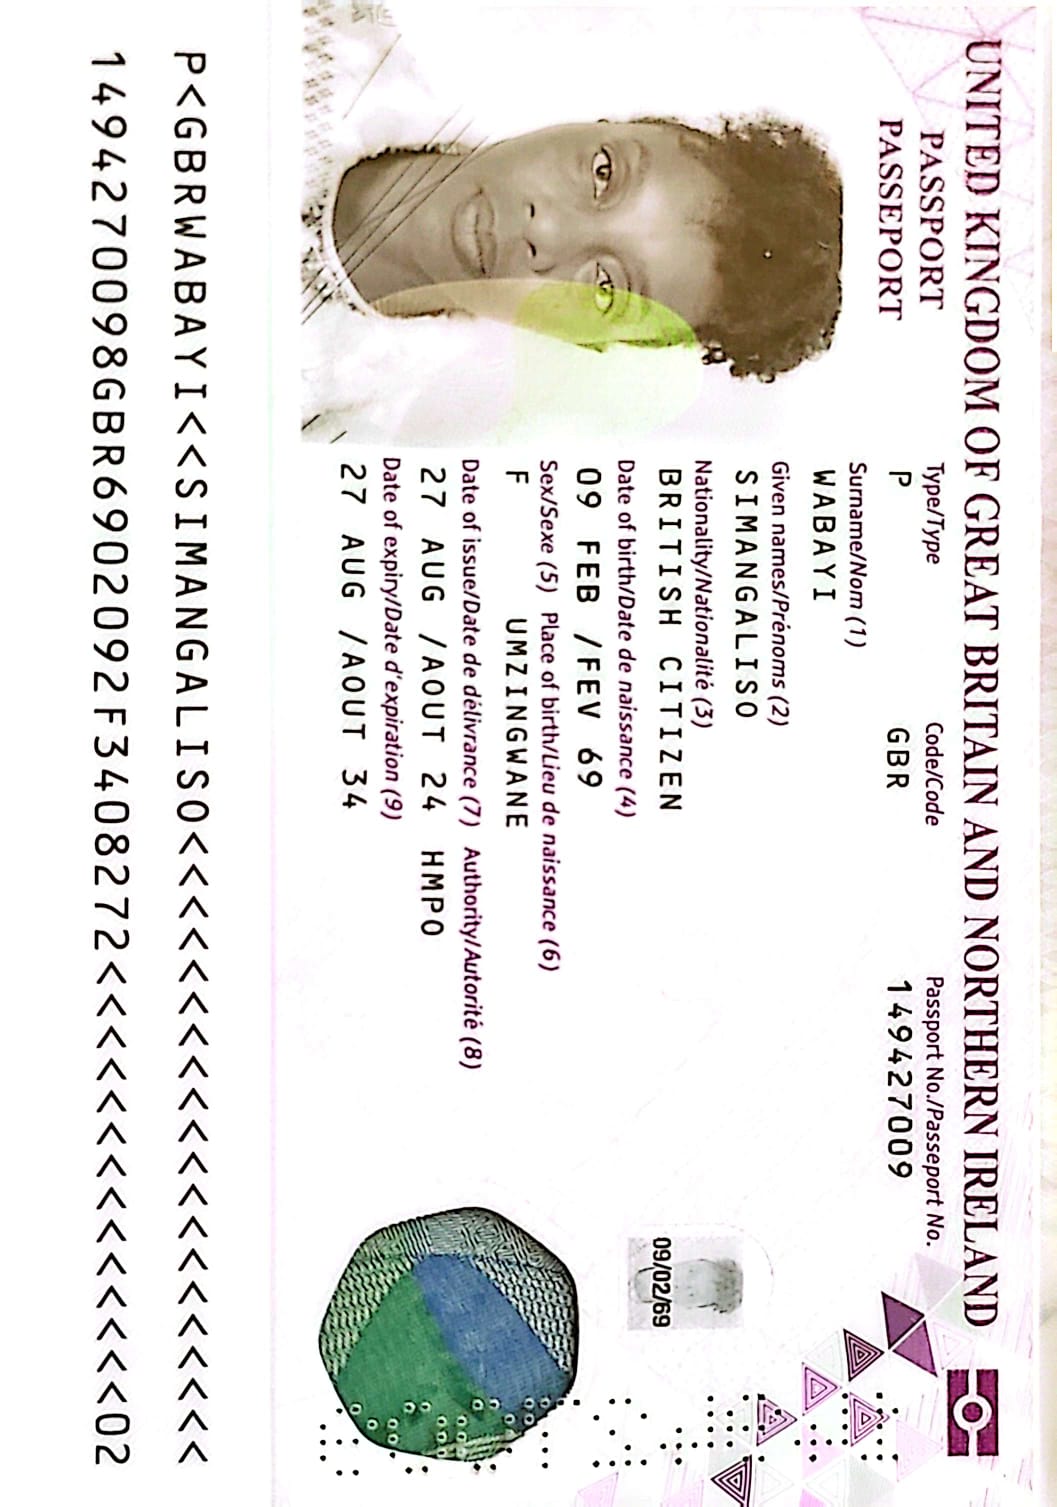 UNITED KINGDOM OF GREAT BRITAIN AND NORTHERN IRELAND
PASSPORT
PASSEPORT
Type/Type Code/Code Passport No./Passeport No.
P GBR 149427009
Surname/Nom (1)
WABAYI
Given names/Prénoms (2)
SIMANGALISO
Nationality/Nationalité (3)
BRITISH CITIZEN
Date of birth/Date de naissance (4)
09 FEB /FEV 69
Sex/Sexe (5) Place of birth/Lieu de naissance (6)
F UMZINGWANE
Date of issue/Date de délivrance (7) Authority/Autorité (8)
27 AUG /AOUT 24 HMPO
Date of expiry/Date d'expiration (9)
27 AUG /AOUT 34
09/02/69
P<GBRWABAYI<<SIMANGALISO<<<<<<<<<<<<<<<<<<<<
1494270098GBR6902092F3408272<<<<<<<<<<<<<<02